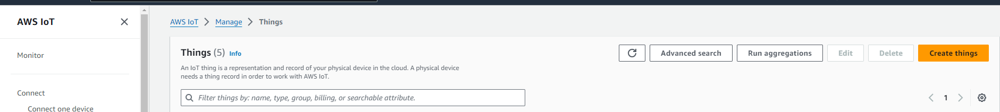 AWS IoT
Monitor
Connect
Connect one device
AWS IoT > Manage > Things
Things (5) Info
An IoT thing is a representation and record of your physical device in the cloud. A physical device
needs a thing record in order to work with AWS IoT.
Advanced search
Run aggregations
Edit
Delete
Create things
Filter things by: name, type, group, billing, or searchable attribute.
1